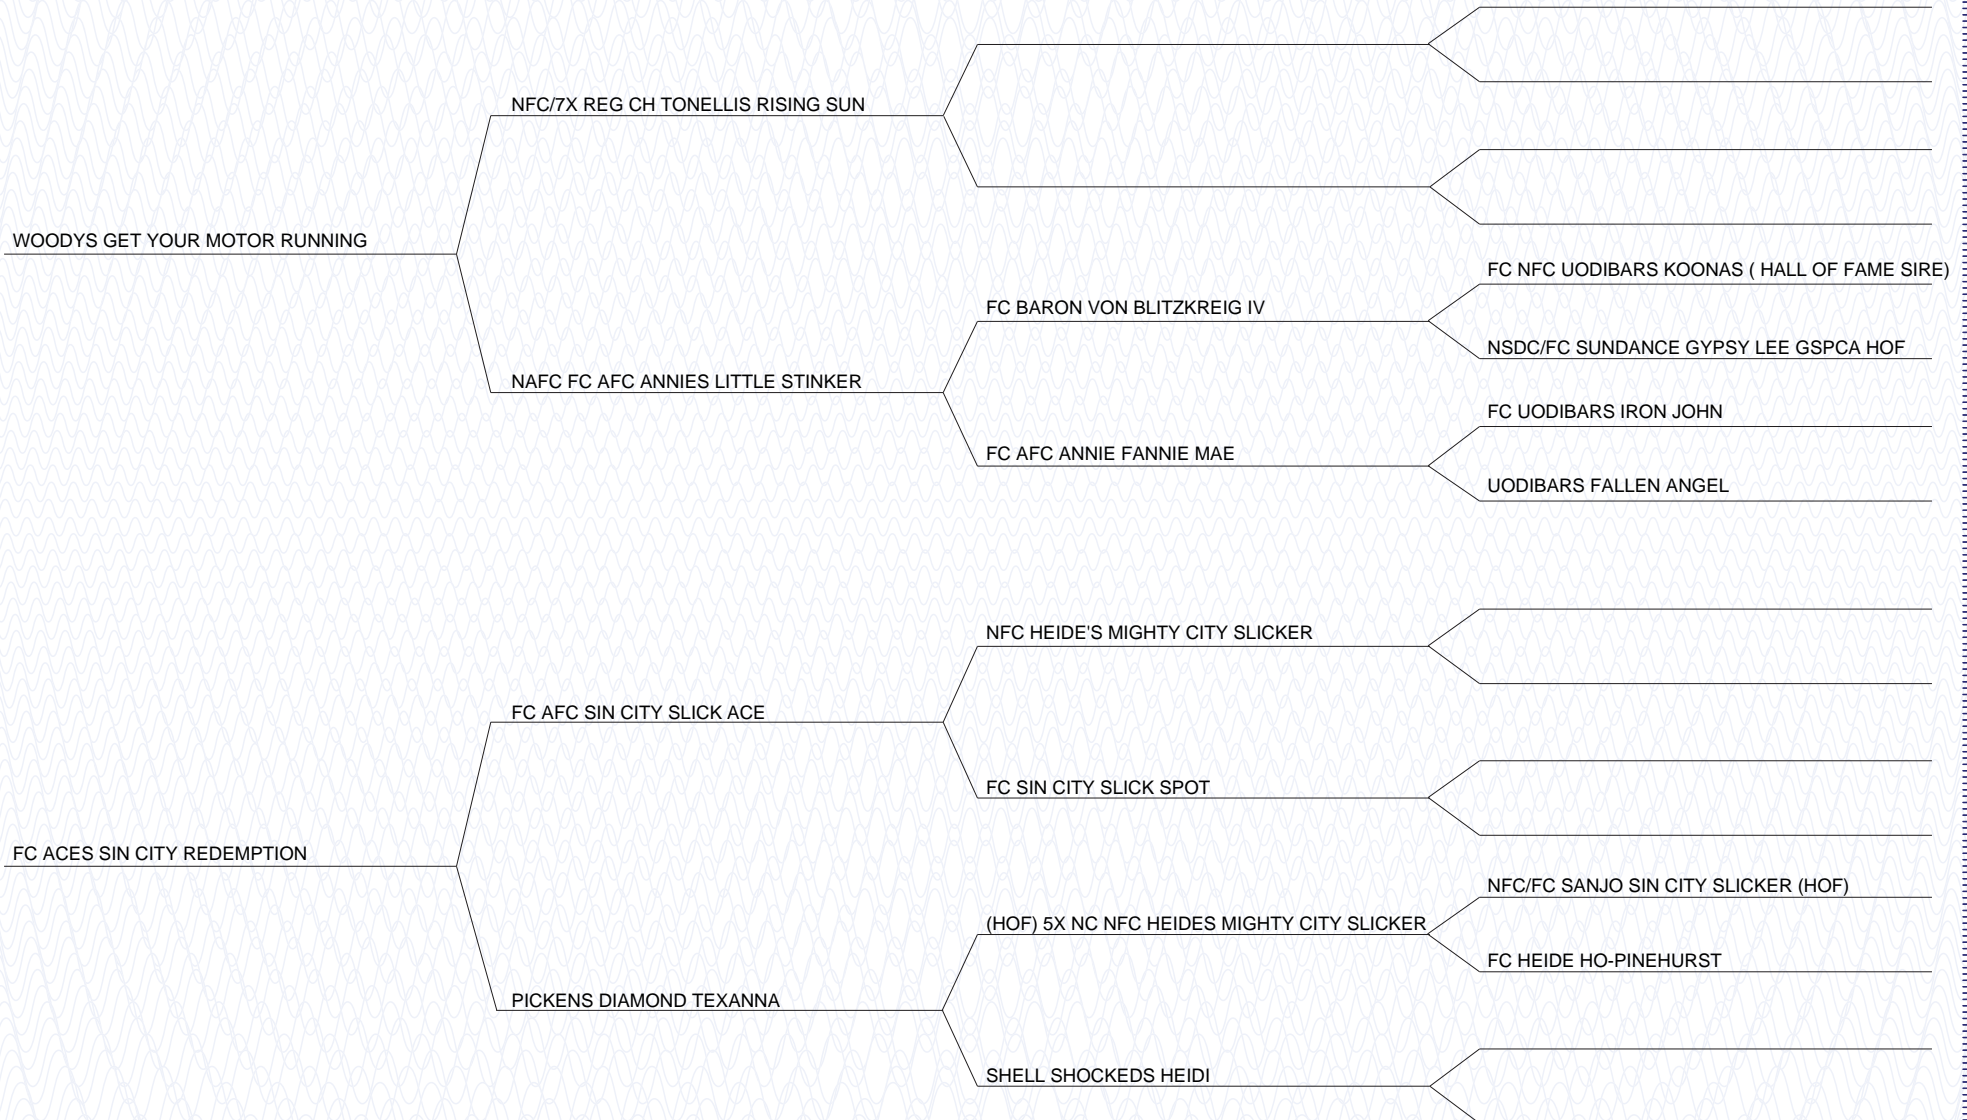 NFC/7X REG CH TONELLIS RISING SUN
WOODYS GET YOUR MOTOR RUNNING
FC NFC UODIBARS KOONAS ( HALL OF FAME SIRE)
FC BARON VON BLITZKREIG IV
NSDC/FC SUNDANCE GYPSY LEE GSPCA HOF
NAFC FC AFC ANNIES LITTLE STINKER
FC UODIBARS IRON JOHN
FC AFC ANNIE FANNIE MAE
UODIBARS FALLEN ANGEL
NFC HEIDE'S MIGHTY CITY SLICKER
FC AFC SIN CITY SLICK ACE
FC SIN CITY SLICK SPOT
FC ACES SIN CITY REDEMPTION
NFC/FC SANJO SIN CITY SLICKER (HOF)
(HOF) 5X NC NFC HEIDES MIGHTY CITY SLICKER
FC HEIDE HO-PINEHURST
PICKENS DIAMOND TEXANNA
SHELL SHOCKEDS HEIDI